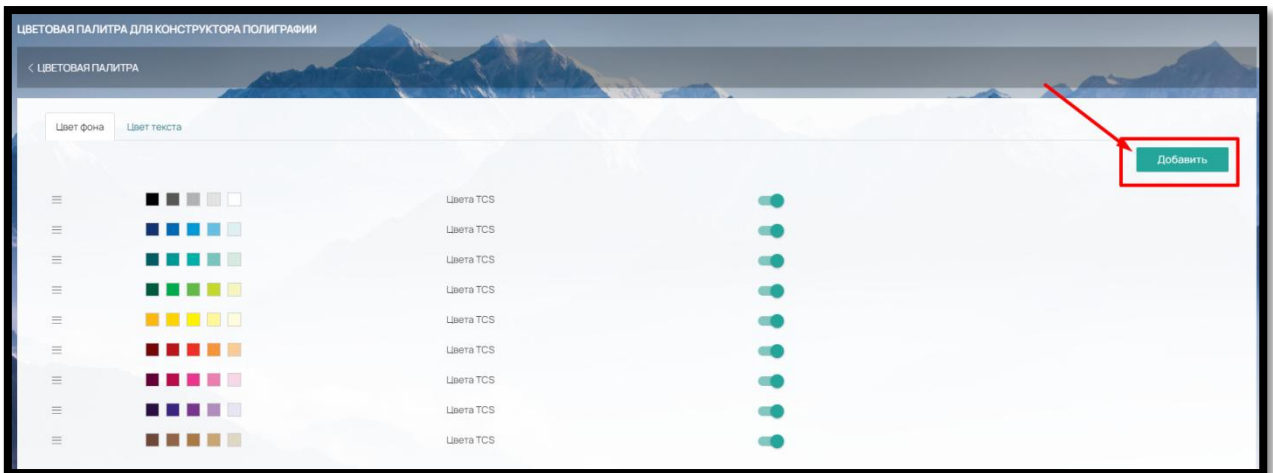 ЦВЕТОВАЯ ПАЛИТРА ДЛЯ КОНСТРУКТОРА ПОЛИГРАФИИ
< ЦВЕТОВАЯ ПАЛИТРА
Цвет фона Цвет текста
Добавить
Цвета TCS
Цвета TCS
Цвета TCS
Цвета TCS
Цвета TCS
Цвета TCS
Цвета TCS
Цвета TCS
Цвета TCS